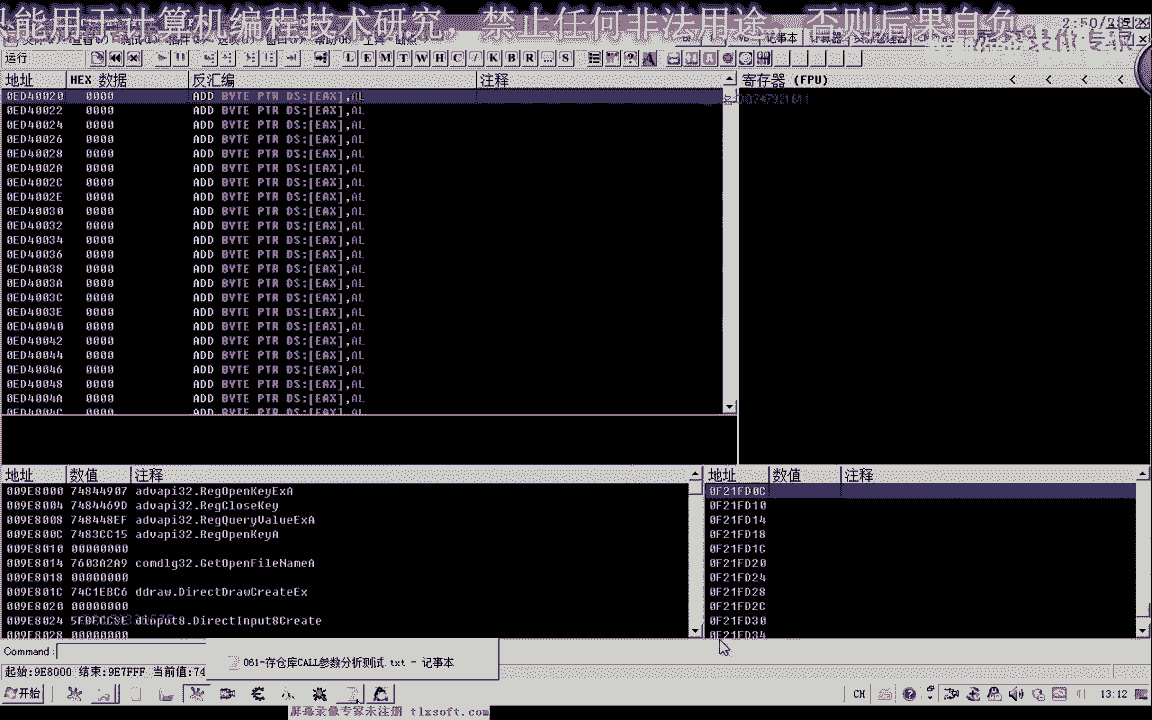 能用于计算机编程技术研究，禁止任何非法用途，否则后果自负。
2:50/25:29
记事本
运行
L E M T W H C / K B R ... S
地址 HEX 数据 反汇编 注释
寄存器 (FPU) < < < <
0ED40020 0000 ADD BYTE PTR DS:[EAX],AL
0ED40022 0000 ADD BYTE PTR DS:[EAX],AL
0ED40024 0000 ADD BYTE PTR DS:[EAX],AL
0ED40026 0000 ADD BYTE PTR DS:[EAX],AL
0ED40028 0000 ADD BYTE PTR DS:[EAX],AL
0ED4002A 0000 ADD BYTE PTR DS:[EAX],AL
0ED4002C 0000 ADD BYTE PTR DS:[EAX],AL
0ED4002E 0000 ADD BYTE PTR DS:[EAX],AL
0ED40030 0000 ADD BYTE PTR DS:[EAX],AL
0ED40032 0000 ADD BYTE PTR DS:[EAX],AL
0ED40034 0000 ADD BYTE PTR DS:[EAX],AL
0ED40036 0000 ADD BYTE PTR DS:[EAX],AL
0ED40038 0000 ADD BYTE PTR DS:[EAX],AL
0ED4003A 0000 ADD BYTE PTR DS:[EAX],AL
0ED4003C 0000 ADD BYTE PTR DS:[EAX],AL
0ED4003E 0000 ADD BYTE PTR DS:[EAX],AL
0ED40040 0000 ADD BYTE PTR DS:[EAX],AL
0ED40042 0000 ADD BYTE PTR DS:[EAX],AL
0ED40044 0000 ADD BYTE PTR DS:[EAX],AL
0ED40046 0000 ADD BYTE PTR DS:[EAX],AL
0ED40048 0000 ADD BYTE PTR DS:[EAX],AL
0ED4004A 0000 ADD BYTE PTR DS:[EAX],AL
0ED4004C 0000 ADD BYTE PTR DS:[EAX],AL
地址 数值 注释
009E8000 74844907 advapi32.RegOpenKeyExA
009E8004 7484469D advapi32.RegCloseKey
009E8008 748448EF advapi32.RegQueryValueExA
009E800C 7483CC15 advapi32.RegOpenKeyA
009E8010 00000000
009E8014 7603A2A9 comdlg32.GetOpenFileNameA
009E8018 00000000
009E801C 74C1EBC6 ddraw.DirectDrawCreateEx
009E8020 00000000
009E8024 dinput8.DirectInput8Create
009E8028 00000000
地址 数值 注释
0F21FD0C
0F21FD10
0F21FD14
0F21FD18
0F21FD1C
0F21FD20
0F21FD24
0F21FD28
0F21FD2C
0F21FD30
0F21FD34
Command:
061-存仓库CALL参数分析测试.txt - 记事本
起始:9E8000 结束:9E7FFF 当前值:74
开始
CH
13:12
屏幕录像专家未注册 tlxsoft.com